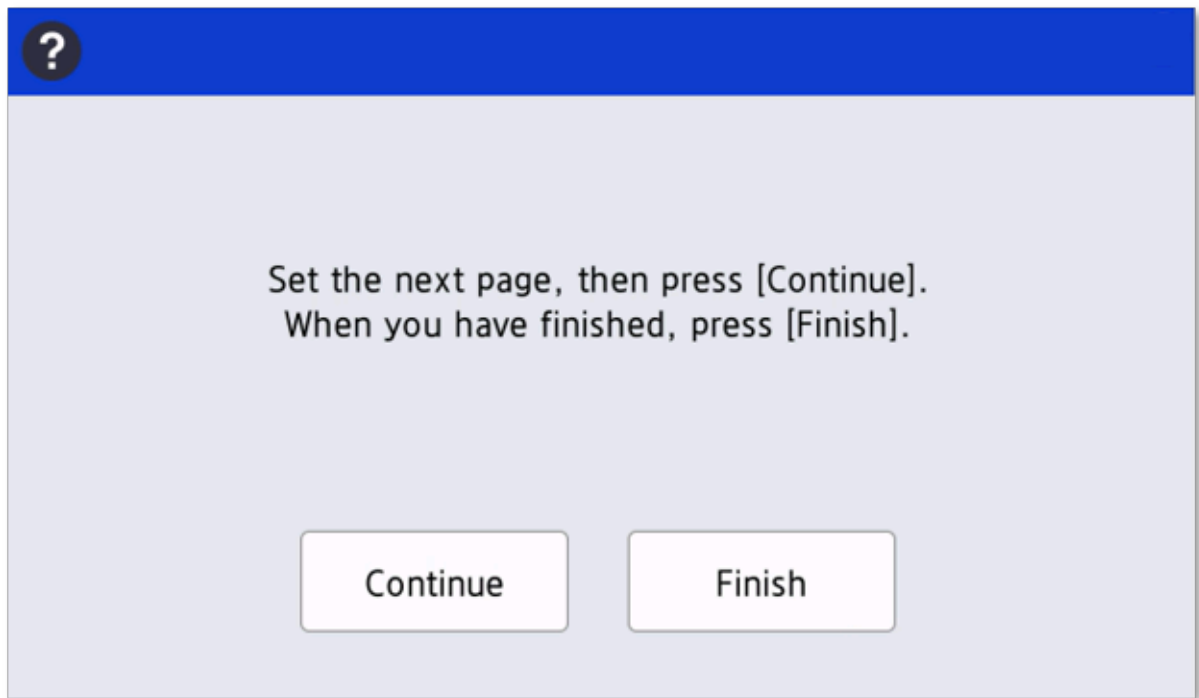 ?
Set the next page, then press [Continue].
When you have finished, press [Finish].
Continue
Finish